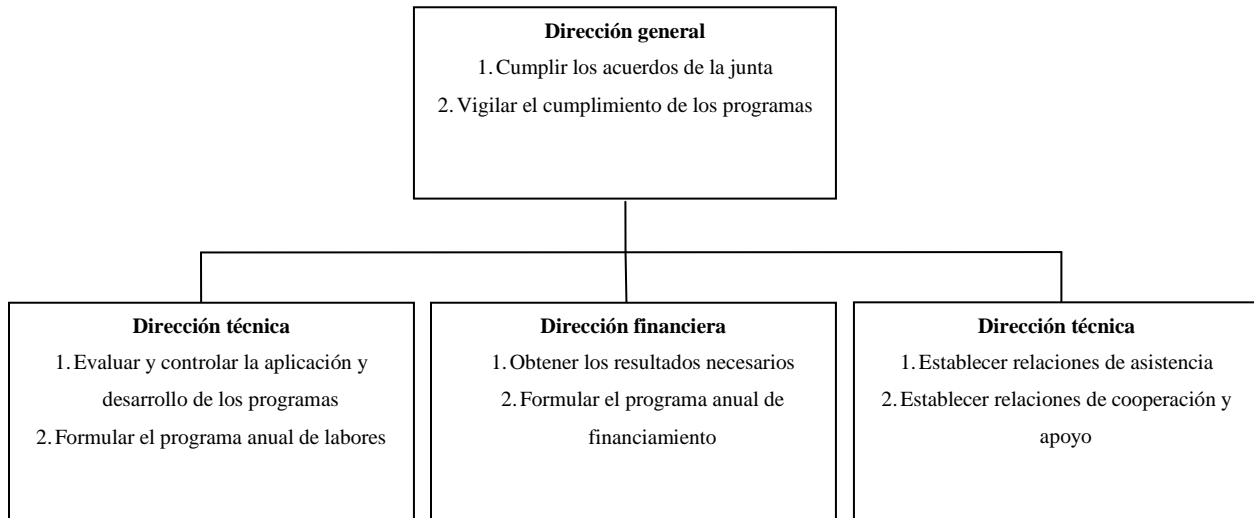 Dirección general
1. Cumplir los acuerdos de la junta
2. Vigilar el cumplimiento de los programas
Dirección técnica
1. Evaluar y controlar la aplicación y
desarrollo de los programas
2. Formular el programa anual de labores
Dirección financiera
1. Obtener los resultados necesarios
2. Formular el programa anual de
financiamiento
Dirección técnica
1. Establecer relaciones de asistencia
2. Establecer relaciones de cooperación y
apoyo